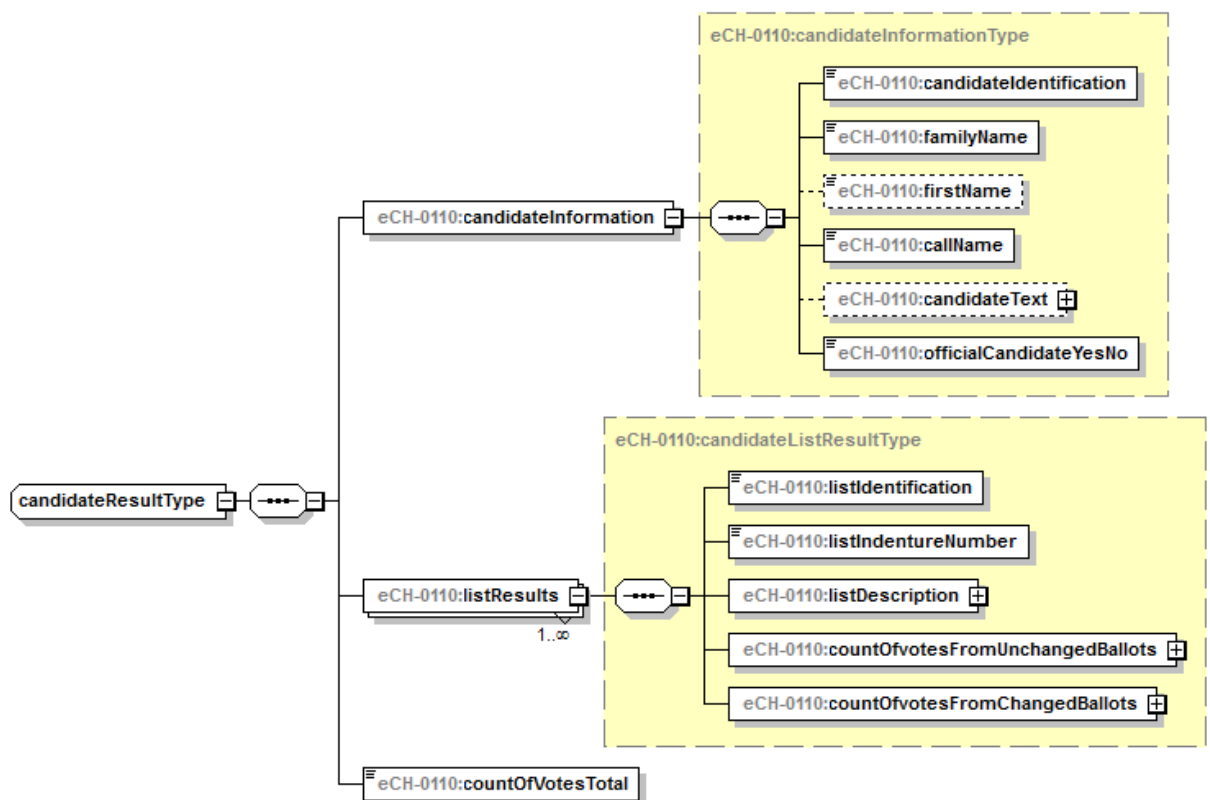 eCH-0110:candidateInformationType
eCH-0110:candidateIdentification
eCH-0110:familyName
eCH-0110:firstName
eCH-0110:candidateInformation
eCH-0110:callName
eCH-0110:candidateText
eCH-0110:officialCandidateYesNo
eCH-0110:candidateListResultType
eCH-0110:listIdentification
candidateResultType
eCH-0110:listIndentureNumber
eCH-0110:listResults
1..∞
eCH-0110:listDescription
eCH-0110:countOfvotesFromUnchangedBallots
eCH-0110:countOfvotesFromChangedBallots
eCH-0110:countOfVotesTotal